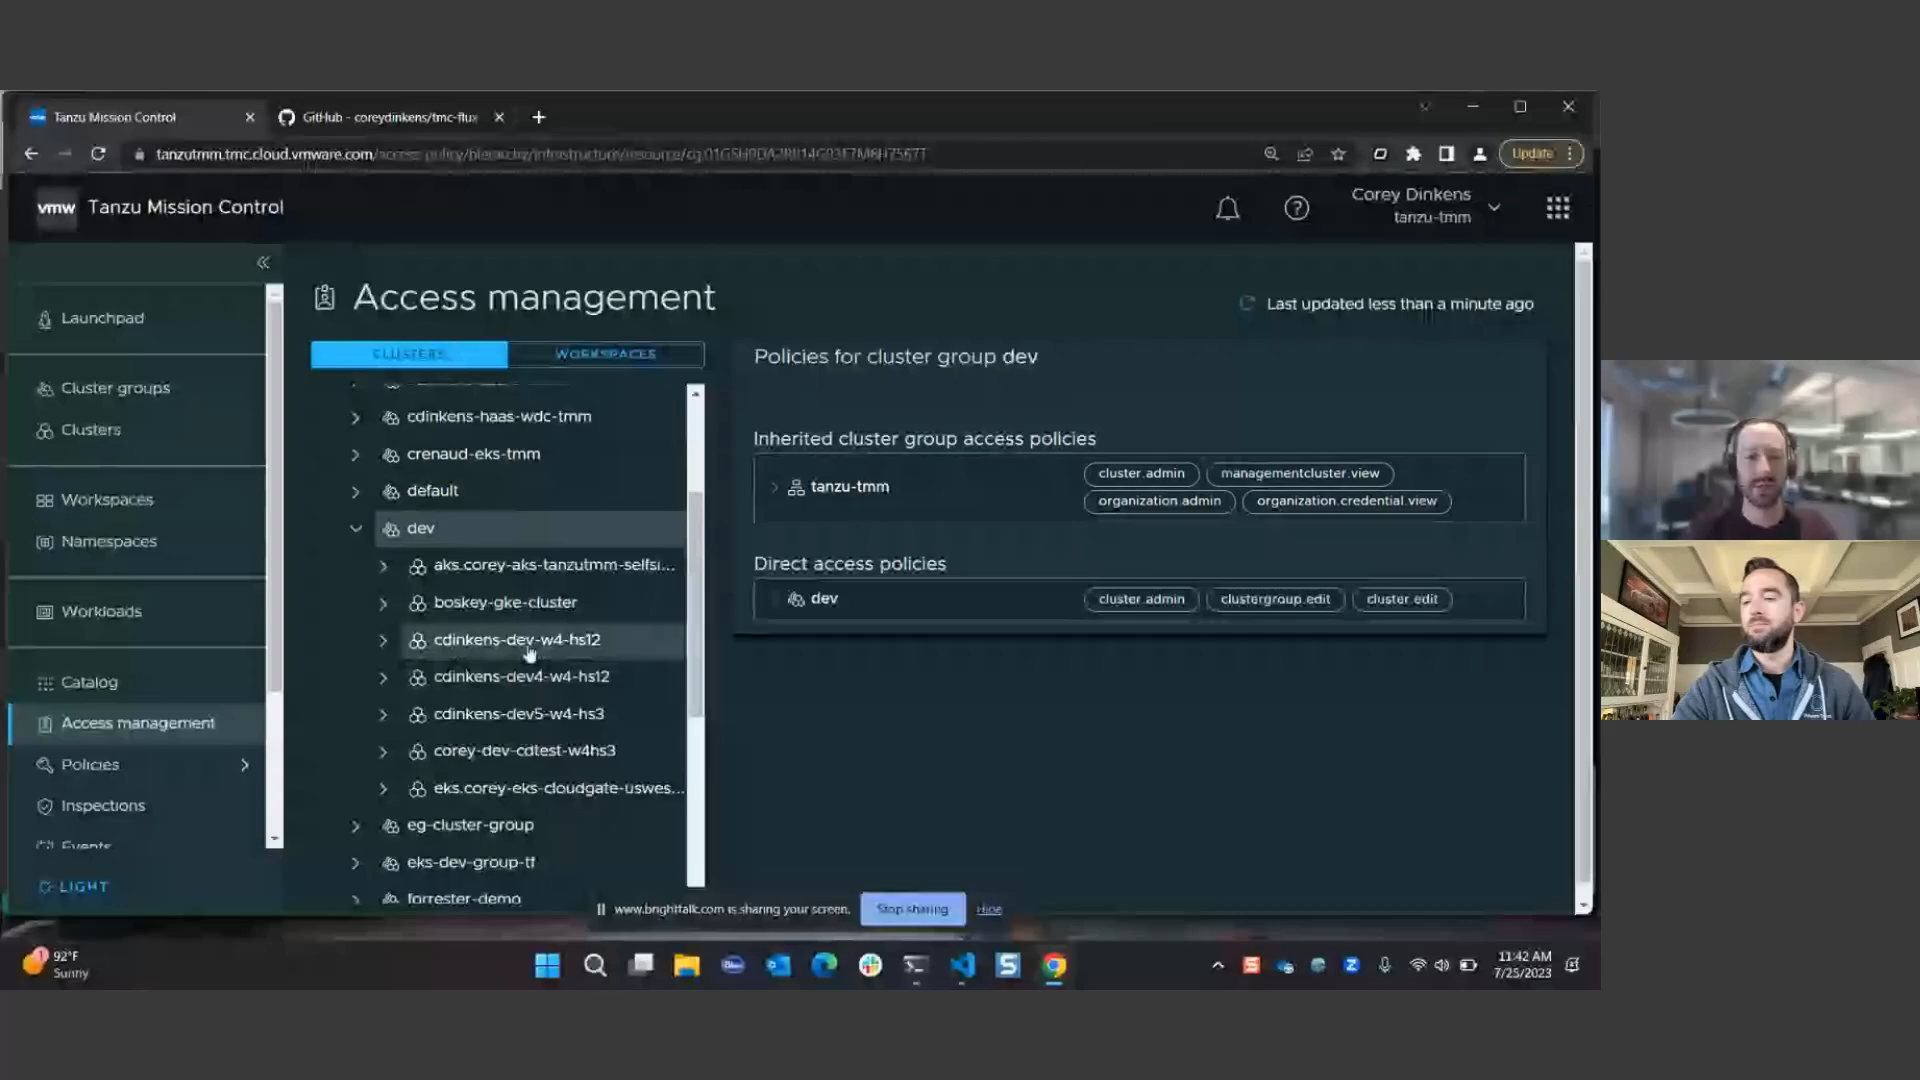 Tanzu Mission Control
GitHub - coreydinkens/tmc-flux
tanzutmm.tmc.cloud.vmware.com
Update
vmw Tanzu Mission Control
Corey Dinkens
tanzu-tmm
Launchpad
Cluster groups
Clusters
Workspaces
Namespaces
Workloads
Catalog
Access management
Policies
Inspections
Events
LIGHT
Access management
Last updated less than a minute ago
CLUSTERS
WORKSPACES
cdinkens-haas-wdc-tmm
crenaud-eks-tmm
default
dev
aks.corey-aks-tanzutmm-selfsi...
boskey-gke-cluster
cdinkens-dev-w4-hs12
cdinkens-dev4-w4-hs12
cdinkens-dev5-w4-hs3
corey-dev-cdtest-w4hs3
eks.corey-eks-cloudgate-uswes...
eg-cluster-group
eks-dev-group-tf
forrester-demo
Policies for cluster group dev
Inherited cluster group access policies
tanzu-tmm
cluster.admin
managementcluster.view
organization.admin
organization.credential.view
Direct access policies
dev
cluster.admin
clustergroup.edit
cluster.edit
www.brighttalk.com is sharing your screen.
Stop sharing
Hide
92°F
Sunny
11:42 AM
7/25/2023